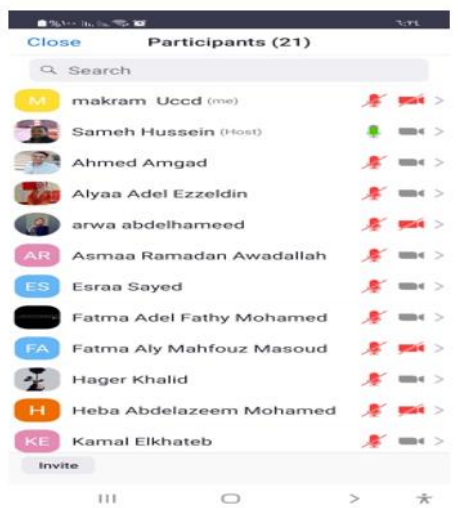 Close Participants (21)
Search
M makram Uccd (me)
Sameh Hussein (Host)
Ahmed Amgad
Alyaa Adel Ezzeldin
arwa abdelhameed
AR Asmaa Ramadan Awadallah
ES Esraa Sayed
Fatma Adel Fathy Mohamed
FA Fatma Aly Mahfouz Masoud
Hager Khalid
H Heba Abdelazeem Mohamed
KE Kamal Elkhateb
Invite